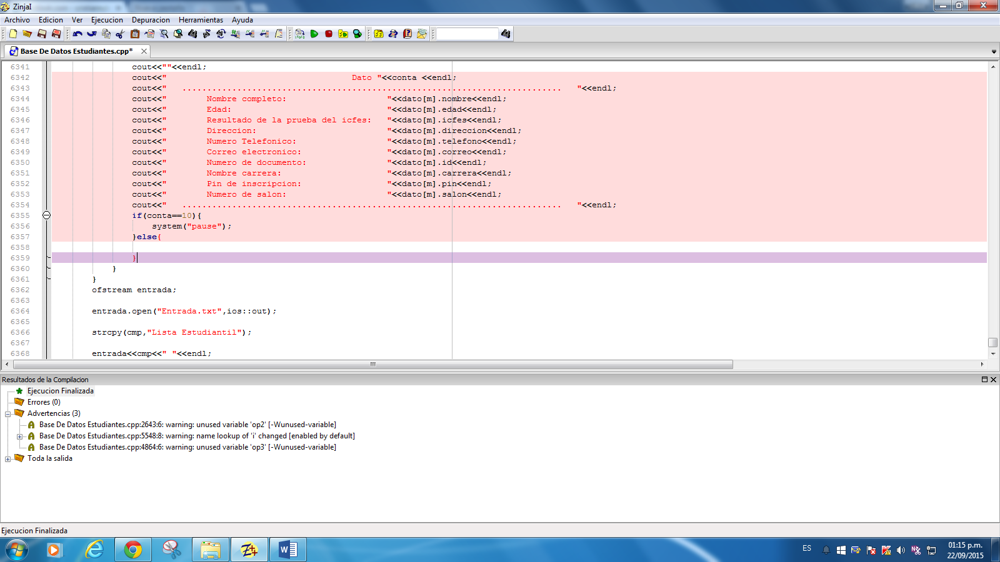 ZinjaI
Archivo Edicion Ver Ejecucion Depuracion Herramientas Ayuda
Base De Datos Estudiantes.cpp*
6341 cout<<""<<endl;
6342 cout<<" Dato "<<conta <<endl;
6343 cout<<" ............................................................................ "<<endl;
6344 cout<<" Nombre completo: "<<dato[m].nombre<<endl;
6345 cout<<" Edad: "<<dato[m].edad<<endl;
6346 cout<<" Resultado de la prueba del icfes: "<<dato[m].icfes<<endl;
6347 cout<<" Direccion: "<<dato[m].direccion<<endl;
6348 cout<<" Numero Telefonico: "<<dato[m].telefono<<endl;
6349 cout<<" Correo electronico: "<<dato[m].correo<<endl;
6350 cout<<" Numero de documento: "<<dato[m].id<<endl;
6351 cout<<" Nombre carrera: "<<dato[m].carrera<<endl;
6352 cout<<" Pin de inscripcion: "<<dato[m].pin<<endl;
6353 cout<<" Numero de salon: "<<dato[m].salon<<endl;
6354 cout<<" ............................................................................ "<<endl;
6355 if(conta==10){
6356 system("pause");
6357 }else{
6358
6359 }
6360 }
6361 }
6362 ofstream entrada;
6363
6364 entrada.open("Entrada.txt",ios::out);
6365
6366 strcpy(cmp,"Lista Estudiantil");
6367
6368 entrada<<cmp<<" "<<endl;
Resultados de la Compilacion
Ejecucion Finalizada
Errores (0)
Advertencias (3)
Base De Datos Estudiantes.cpp:2643:6: warning: unused variable 'op2' [-Wunused-variable]
Base De Datos Estudiantes.cpp:5548:8: warning: name lookup of 'i' changed [enabled by default]
Base De Datos Estudiantes.cpp:4864:6: warning: unused variable 'op3' [-Wunused-variable]
Toda la salida
Ejecucion Finalizada
ES
01:15 p.m.
22/09/2015